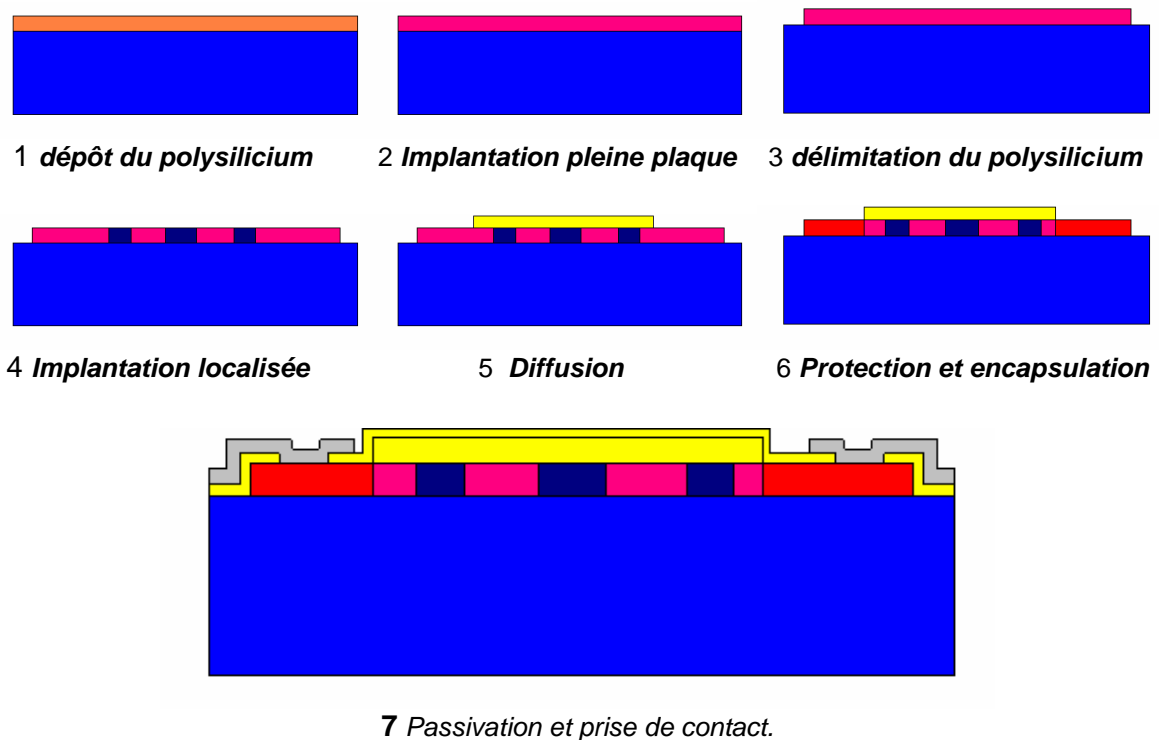 1 dépôt du polysilicium
2 Implantation pleine plaque
3 délimitation du polysilicium
4 Implantation localisée
5 Diffusion
6 Protection et encapsulation
7 Passivation et prise de contact.